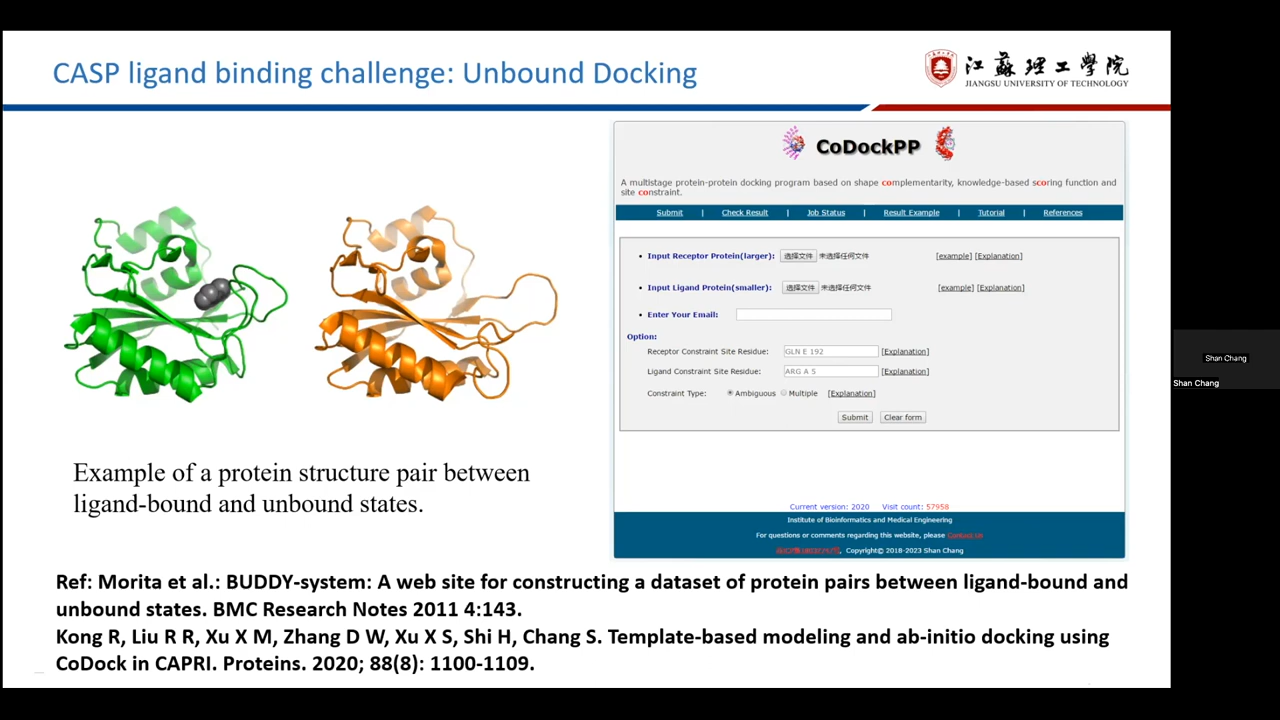 CASP ligand binding challenge: Unbound Docking
江蘇理工學院
JIANGSU UNIVERSITY OF TECHNOLOGY
CoDockPP
A multistage protein-protein docking program based on shape complementarity, knowledge-based scoring function and
site constraint.
Submit | Check Result | Job Status | Result Example | Tutorial | References
• Input Receptor Protein(larger): 选择文件 未选择任何文件 [example] [Explanation]
• Input Ligand Protein(smaller): 选择文件 未选择任何文件 [example] [Explanation]
• Enter Your Email:
Option:
Receptor Constraint Site Residue: GLN E 192 [Explanation]
Ligand Constraint Site Residue: ARG A 5 [Explanation]
Constraint Type: Ambiguous Multiple [Explanation]
Submit Clear form
Current version: 2020 Visit count: 57958
Institute of Bioinformatics and Medical Engineering
For questions or comments regarding this website, please Contact Us
Copyright© 2018-2023 Shan Chang
Example of a protein structure pair between
ligand-bound and unbound states.
Ref: Morita et al.: BUDDY-system: A web site for constructing a dataset of protein pairs between ligand-bound and
unbound states. BMC Research Notes 2011 4:143.
Kong R, Liu R R, Xu X M, Zhang D W, Xu X S, Shi H, Chang S. Template-based modeling and ab-initio docking using
CoDock in CAPRI. Proteins. 2020; 88(8): 1100-1109.
Shan Chang
Shan Chang